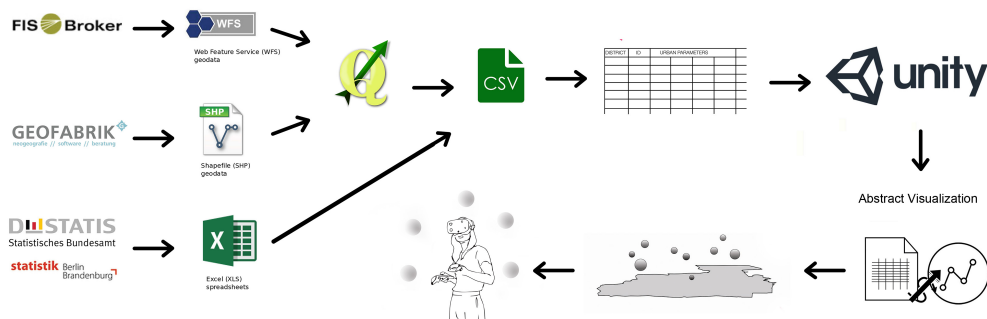 FIS Broker
WFS
Web Feature Service (WFS)
geodata
GEOFABRIK
neogeografie // software // beratung
SHP
Shapefile (SHP)
geodata
DESTATIS
Statistisches Bundesamt
statistik Berlin
Brandenburg
X
Excel (XLS)
spreadsheets
Q
CSV
DISTRICT ID URBAN PARAMETERS
unity
Abstract Visualization